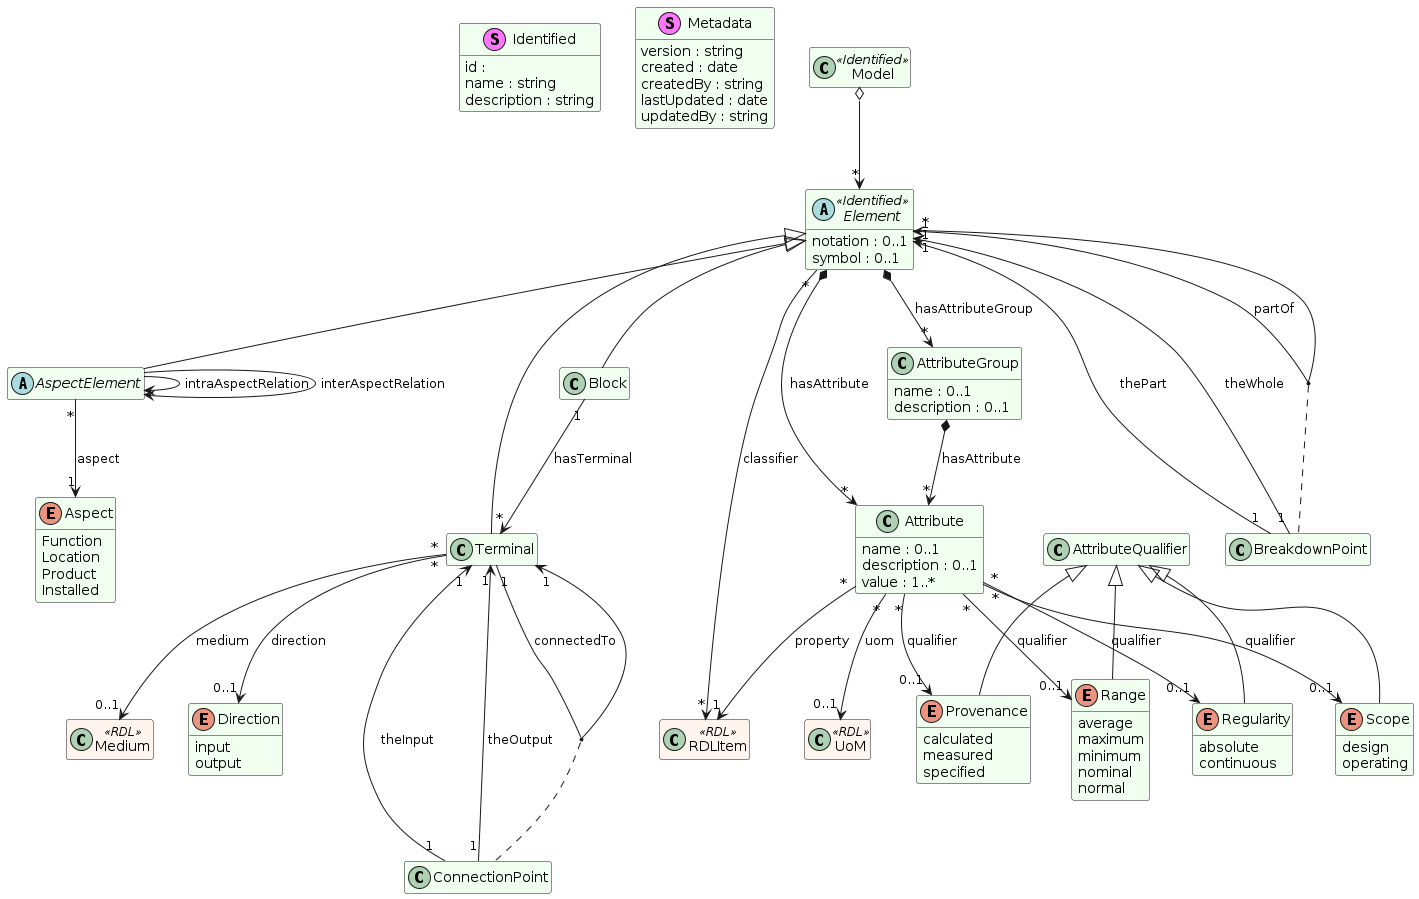 S Identified
id :
name : string
description : string
S Metadata
version : string
created : date
createdBy : string
lastUpdated : date
updatedBy : string
C «Identified»
Model
*
A «Identified»
Element
notation : 0..1
symbol : 0..1
*
1
1
1
*
hasAttributeGroup
*
partOf
A AspectElement
intraAspectRelation
interAspectRelation
C Block
hasAttribute
C AttributeGroup
name : 0..1
description : 0..1
thePart
theWhole
*
1
aspect
1
hasTerminal
*
classifier
*
hasAttribute
*
1
1
E Aspect
Function
Location
Product
Installed
C Terminal
C Attribute
name : 0..1
description : 0..1
value : 1..*
C AttributeQualifier
C BreakdownPoint
*
*
1
1
1
1
*
*
*
*
*
*
medium
direction
connectedTo
property
uom
qualifier
qualifier
qualifier
qualifier
0..1
0..1
*
1
0..1
0..1
0..1
0..1
0..1
C «RDL»
Medium
E Direction
input
output
theInput
theOutput
C «RDL»
RDLItem
C «RDL»
UoM
E Provenance
calculated
measured
specified
E Range
average
maximum
minimum
nominal
normal
E Regularity
absolute
continuous
E Scope
design
operating
1
1
C ConnectionPoint